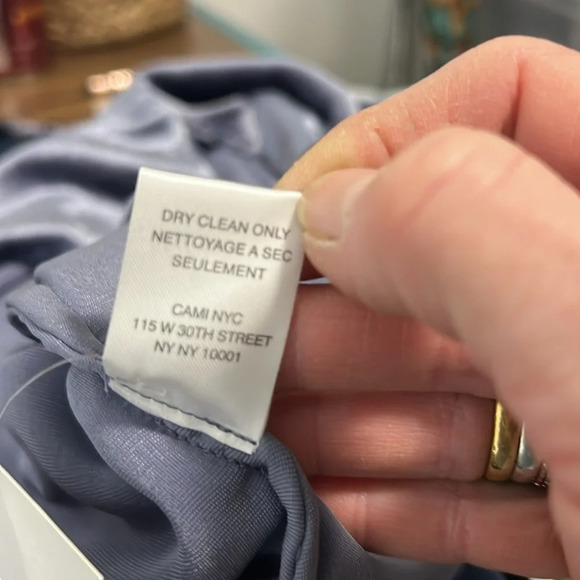 DRY CLEAN ONLY
NETTOYAGE A SEC
SEULEMENT
CAMI NYC
115 W 30TH STREET
NY NY 10001